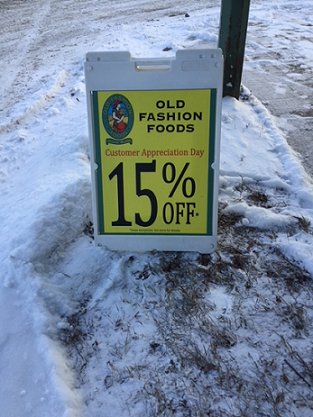 OLD
FASHION
FOODS
Customer Appreciation Day
15% OFF*